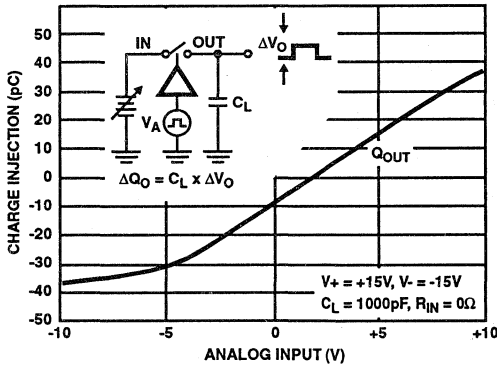 CHARGE INJECTION (pC)
50
40
30
20
10
0
-10
-20
-30
-40
-50
IN
OUT
ΔVO
VA
CL
ΔQO = CL x ΔVO
QOUT
V+ = +15V, V- = -15V
CL = 1000pF, RIN = 0Ω
-10
-5
0
+5
+10
ANALOG INPUT (V)